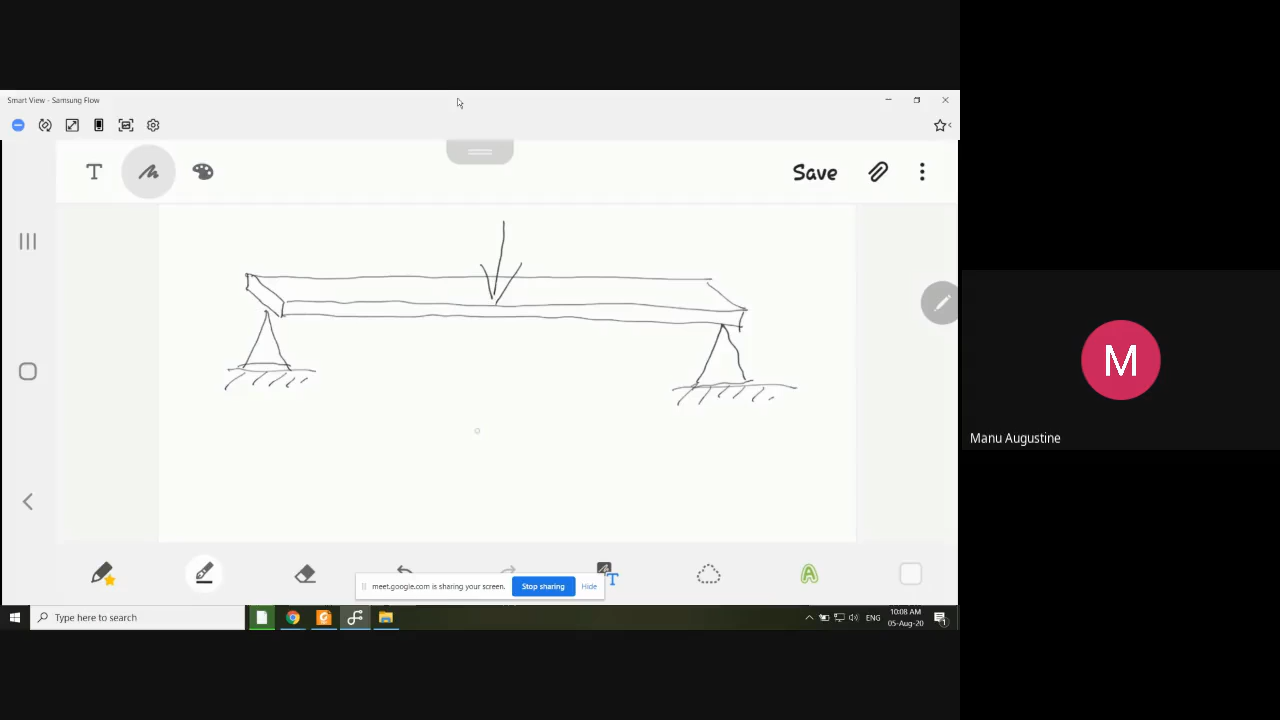 Smart View - Samsung Flow
T
Save
M
Manu Augustine
T
A
meet.google.com is sharing your screen.
Stop sharing
Hide
Type here to search
ENG
10:08 AM
05-Aug-20
1